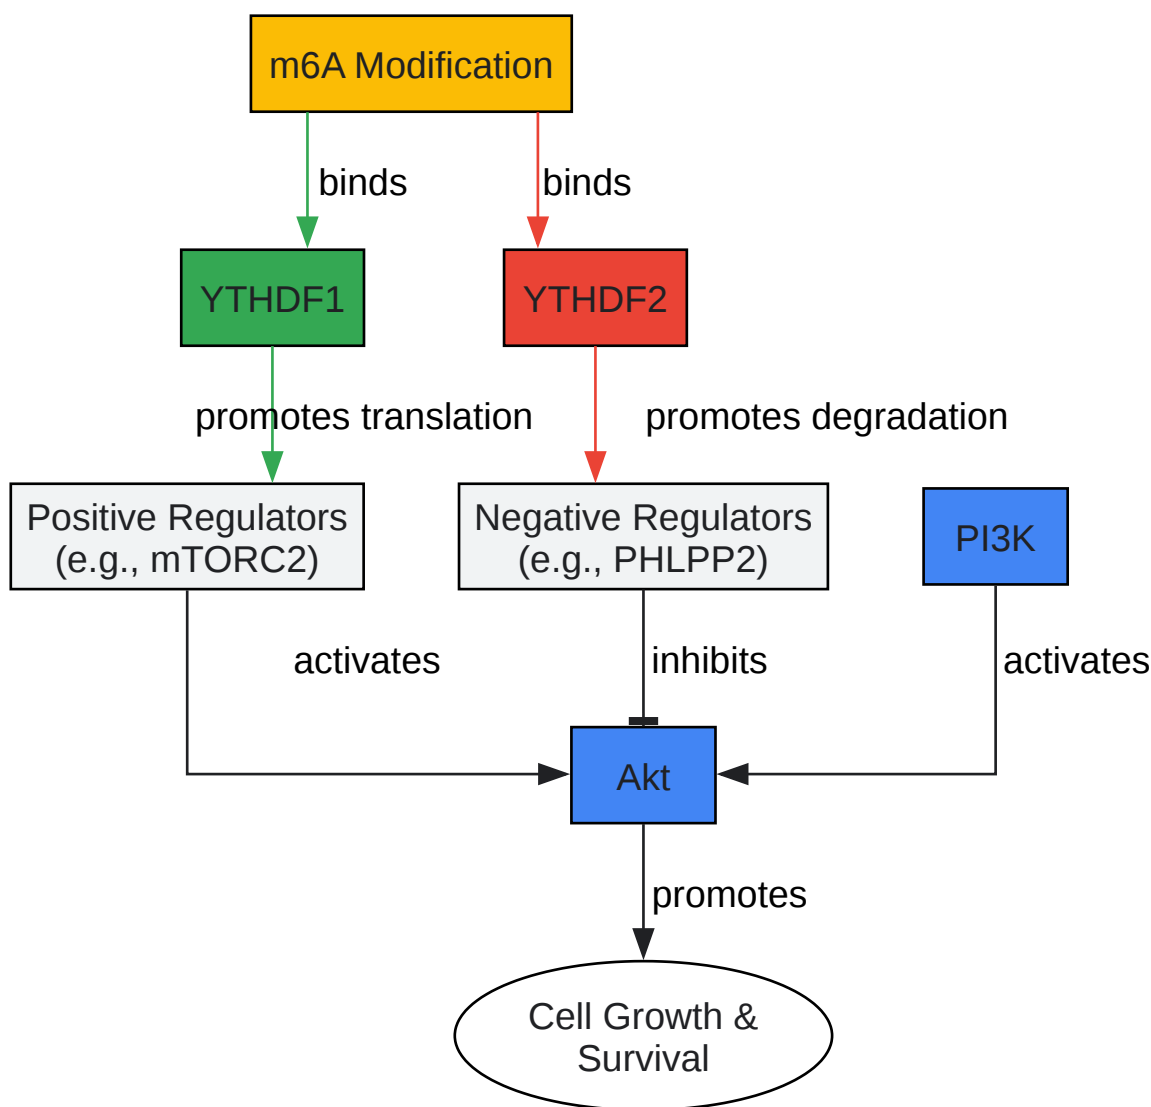 m6A Modification
binds
binds
YTHDF1
YTHDF2
promotes translation
promotes degradation
Positive Regulators
(e.g., mTORC2)
Negative Regulators
(e.g., PHLPP2)
PI3K
activates
inhibits
activates
Akt
promotes
Cell Growth &
Survival